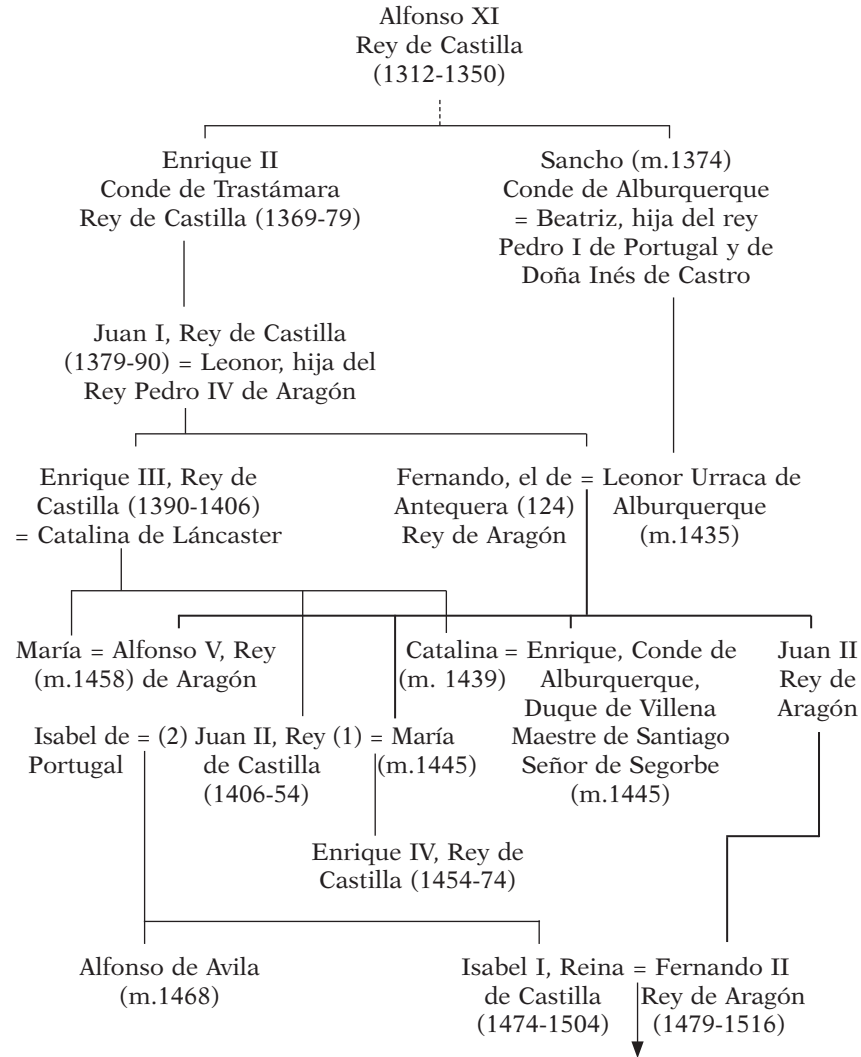 Alfonso XI
Rey de Castilla
(1312-1350)
Enrique II
Conde de Trastámara
Rey de Castilla (1369-79)
Sancho (m.1374)
Conde de Alburquerque
= Beatriz, hija del rey
Pedro I de Portugal y de
Doña Inés de Castro
Juan I, Rey de Castilla
(1379-90) = Leonor, hija del
Rey Pedro IV de Aragón
Enrique III, Rey de
Castilla (1390-1406)
= Catalina de Láncaster
Fernando, el de = Leonor Urraca de
Antequera (124) Alburquerque
Rey de Aragón (m.1435)
María = Alfonso V, Rey
(m.1458) de Aragón
Catalina = Enrique, Conde de
(m. 1439) Alburquerque,
Duque de Villena
Maestre de Santiago
Señor de Segorbe
(m.1445)
Juan II
Rey de
Aragón
Isabel de = (2) Juan II, Rey (1) = María
Portugal de Castilla (m.1445)
(1406-54)
Enrique IV, Rey de
Castilla (1454-74)
Alfonso de Avila
(m.1468)
Isabel I, Reina = Fernando II
de Castilla Rey de Aragón
(1474-1504) (1479-1516)